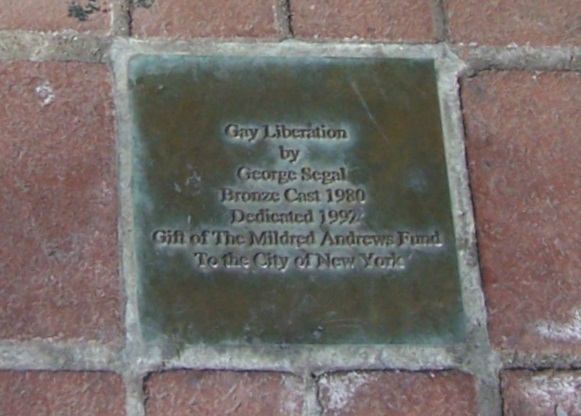 Gay Liberation
by
George Segal
Bronze Cast 1980
Dedicated 1992
Gift of The Mildred Andrews Fund
To the City of New York